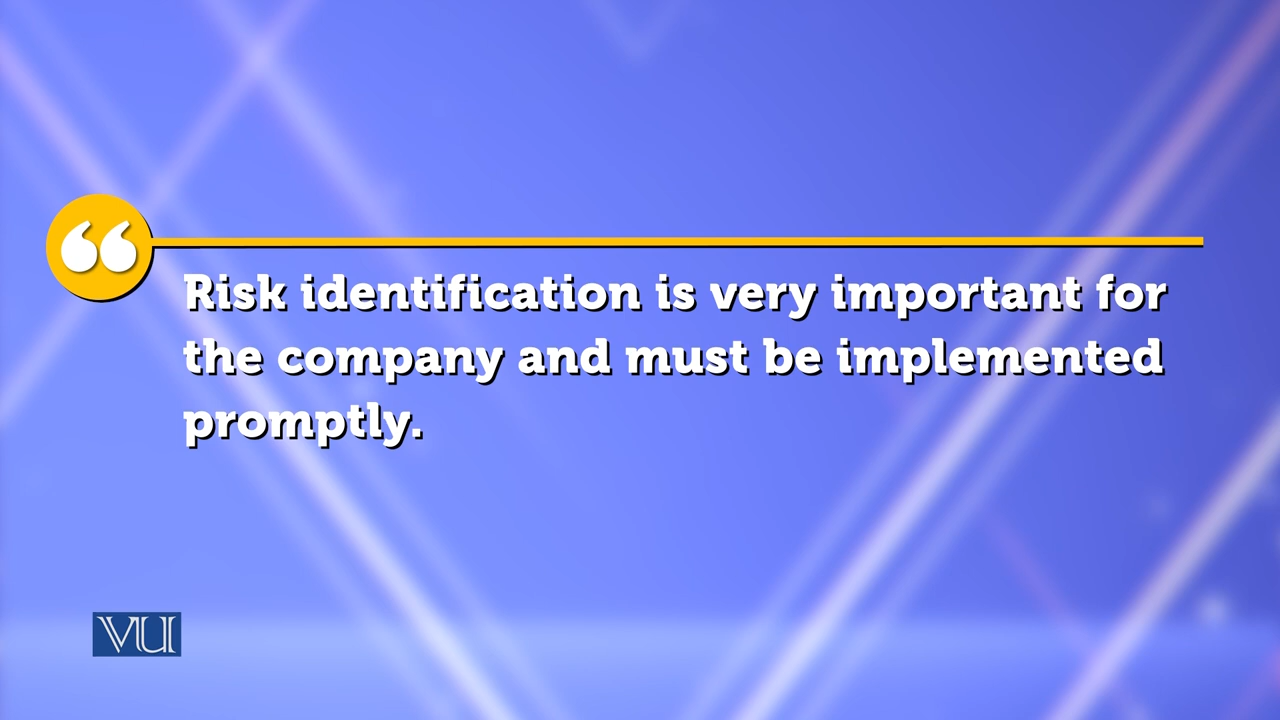 Risk identification is very important for
the company and must be implemented
promptly.
VU